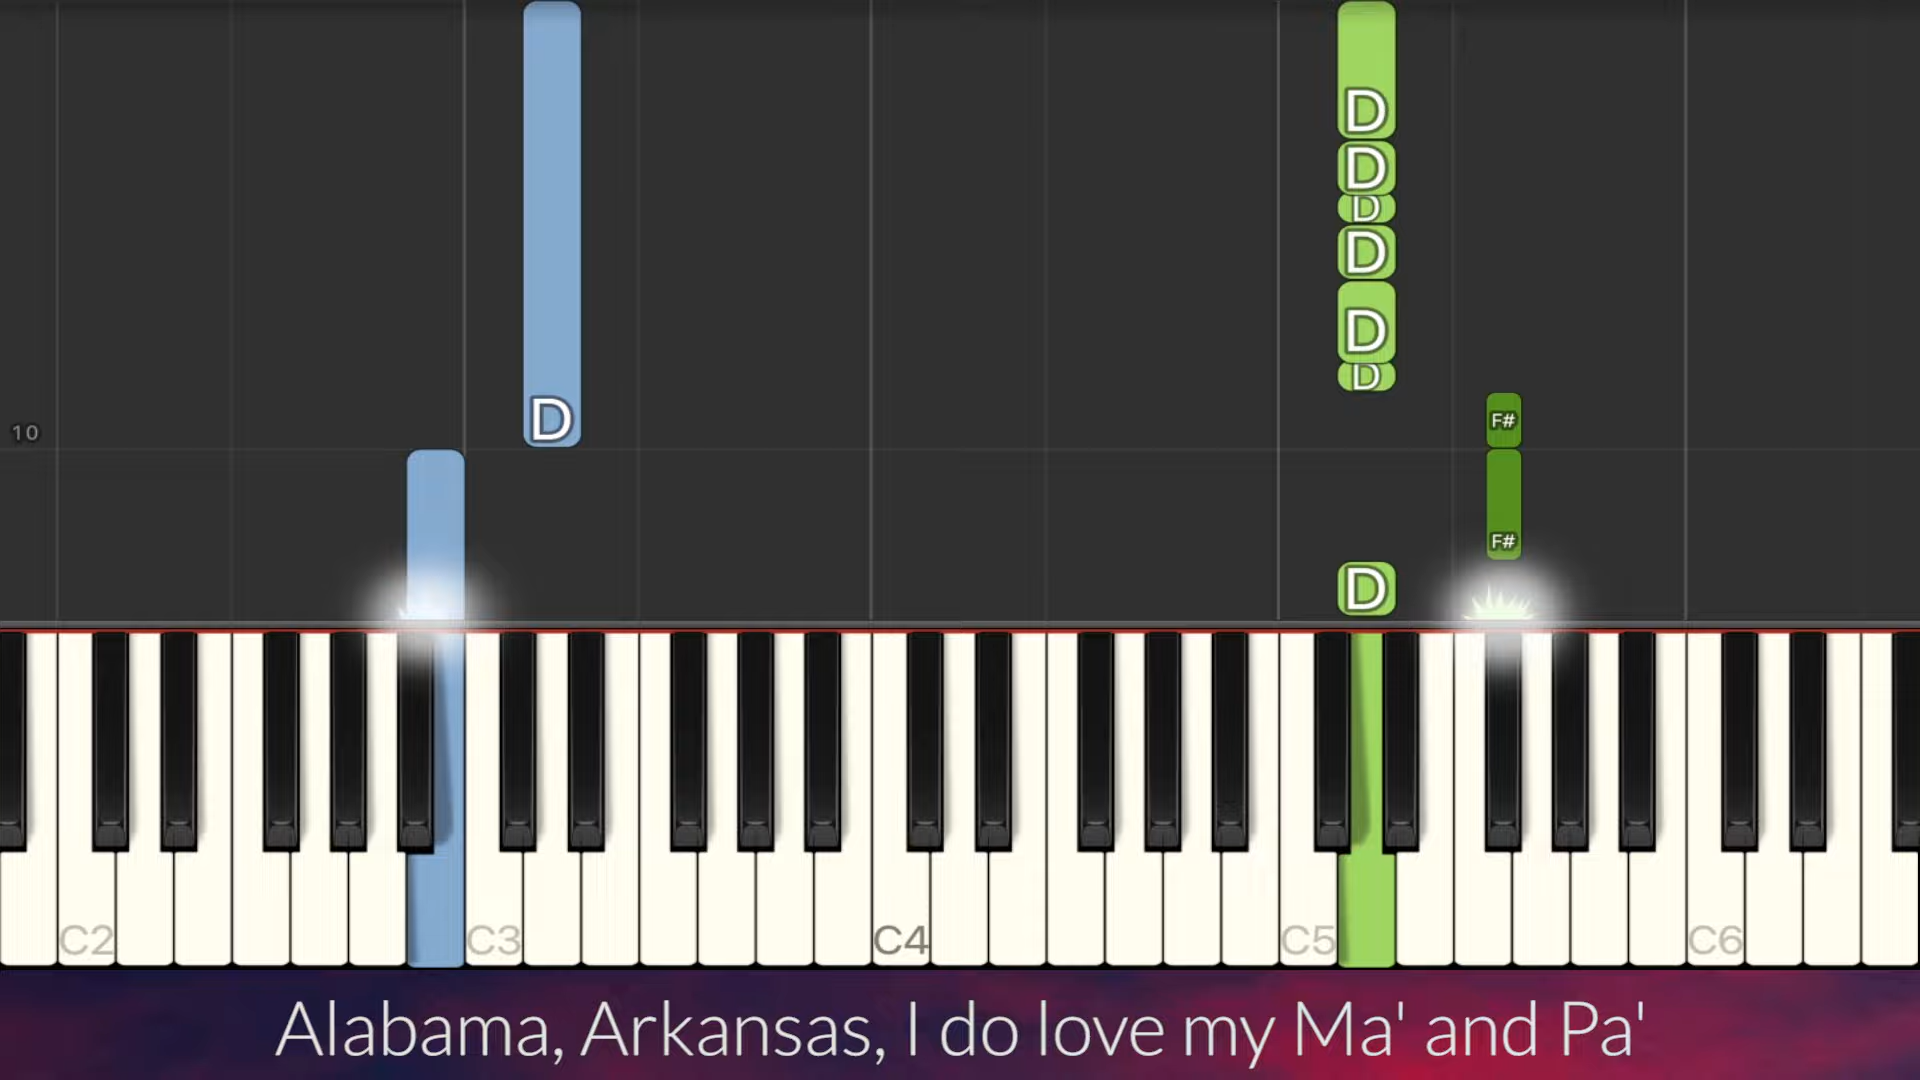 D
D
D
D
D
D
D
10
F#
F#
D
C2
C3
C4
C5
C6
Alabama, Arkansas, I do love my Ma' and Pa'